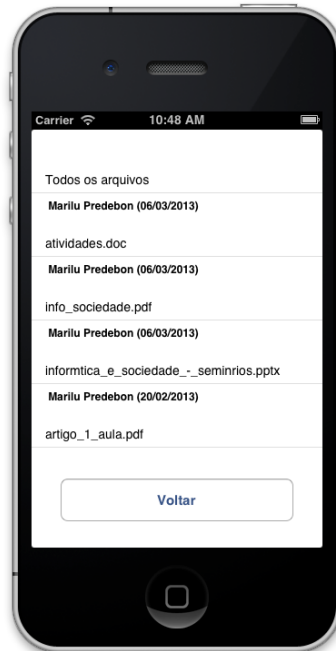 Carrier 10:48 AM
Todos os arquivos
Marilu Predebon (06/03/2013)
atividades.doc
Marilu Predebon (06/03/2013)
info_sociedade.pdf
Marilu Predebon (06/03/2013)
informtica_e_sociedade_-_seminrios.pptx
Marilu Predebon (20/02/2013)
artigo_1_aula.pdf
Voltar